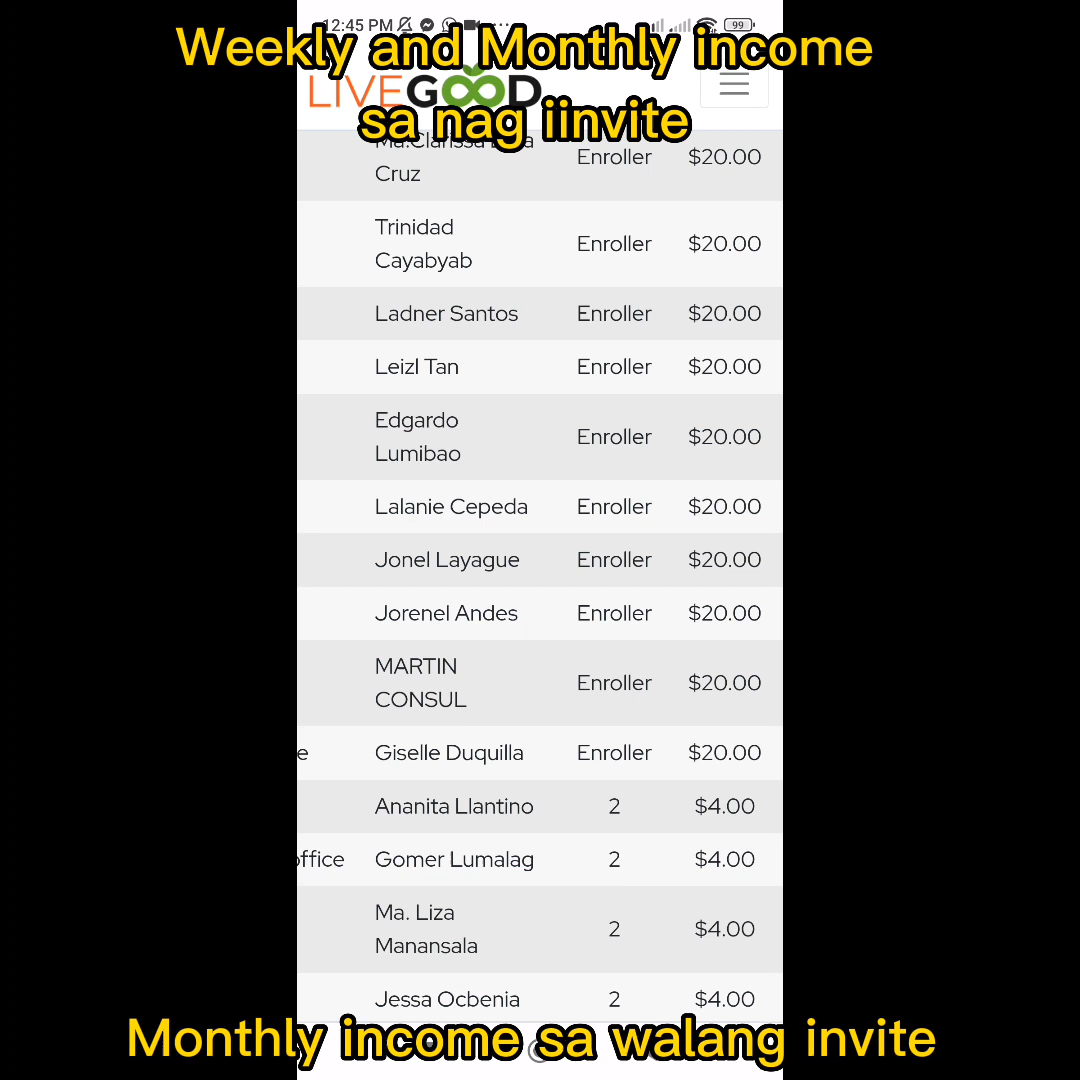 12:45 PM
99
Weekly and Monthly income
LIVEGOOD
sa nag iinvite
Cruz Enroller $20.00
Trinidad
Cayabyab Enroller $20.00
Ladner Santos Enroller $20.00
Leizl Tan Enroller $20.00
Edgardo
Lumibao Enroller $20.00
Lalanie Cepeda Enroller $20.00
Jonel Layague Enroller $20.00
Jorenel Andes Enroller $20.00
MARTIN
CONSUL Enroller $20.00
e Giselle Duquilla Enroller $20.00
Ananita Llantino 2 $4.00
office Gomer Lumalag 2 $4.00
Ma. Liza
Manansala 2 $4.00
Jessa Ocbenia 2 $4.00
Monthly income sa walang invite